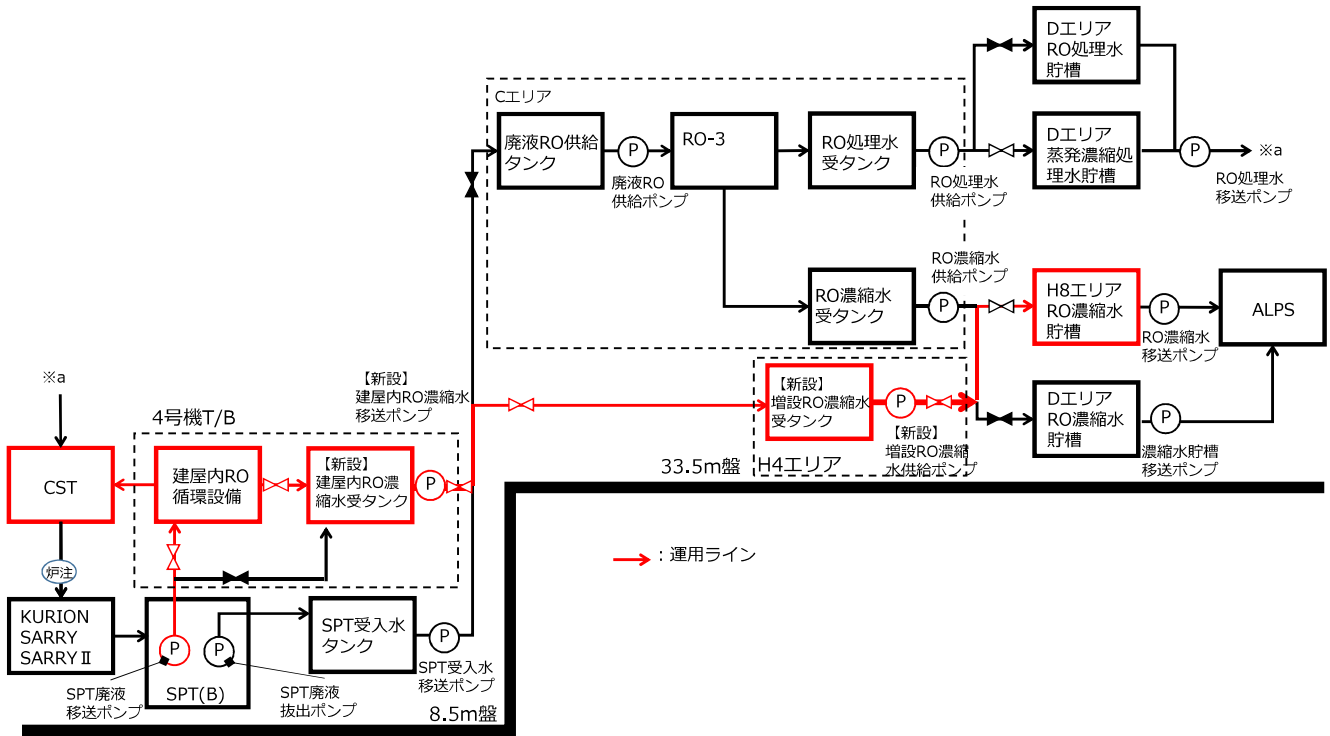 Cエリア
廃液RO供給
タンク
P
廃液RO
供給ポンプ
RO-3
RO処理水
受タンク
P
RO処理水
供給ポンプ
Dエリア
RO処理水
貯槽
Dエリア
蒸発濃縮処
理水貯槽
P
※a
RO処理水
移送ポンプ
RO濃縮水
受タンク
P
RO濃縮水
供給ポンプ
H8エリア
RO濃縮水
貯槽
P
RO濃縮水
移送ポンプ
ALPS
※a
【新設】
建屋内RO濃縮水
移送ポンプ
【新設】
増設RO濃縮水
受タンク
P
【新設】
増設RO濃縮
水供給ポンプ
H4エリア
Dエリア
RO濃縮水
貯槽
P
濃縮水貯槽
移送ポンプ
4号機T/B
CST
建屋内RO
循環設備
【新設】
建屋内RO濃
縮水受タンク
P
33.5m盤
炉注
:運用ライン
KURION
SARRY
SARRYⅡ
P
P
SPT(B)
SPT廃液
移送ポンプ
SPT廃液
抜出ポンプ
SPT受入水
タンク
P
SPT受入水
移送ポンプ
8.5m盤